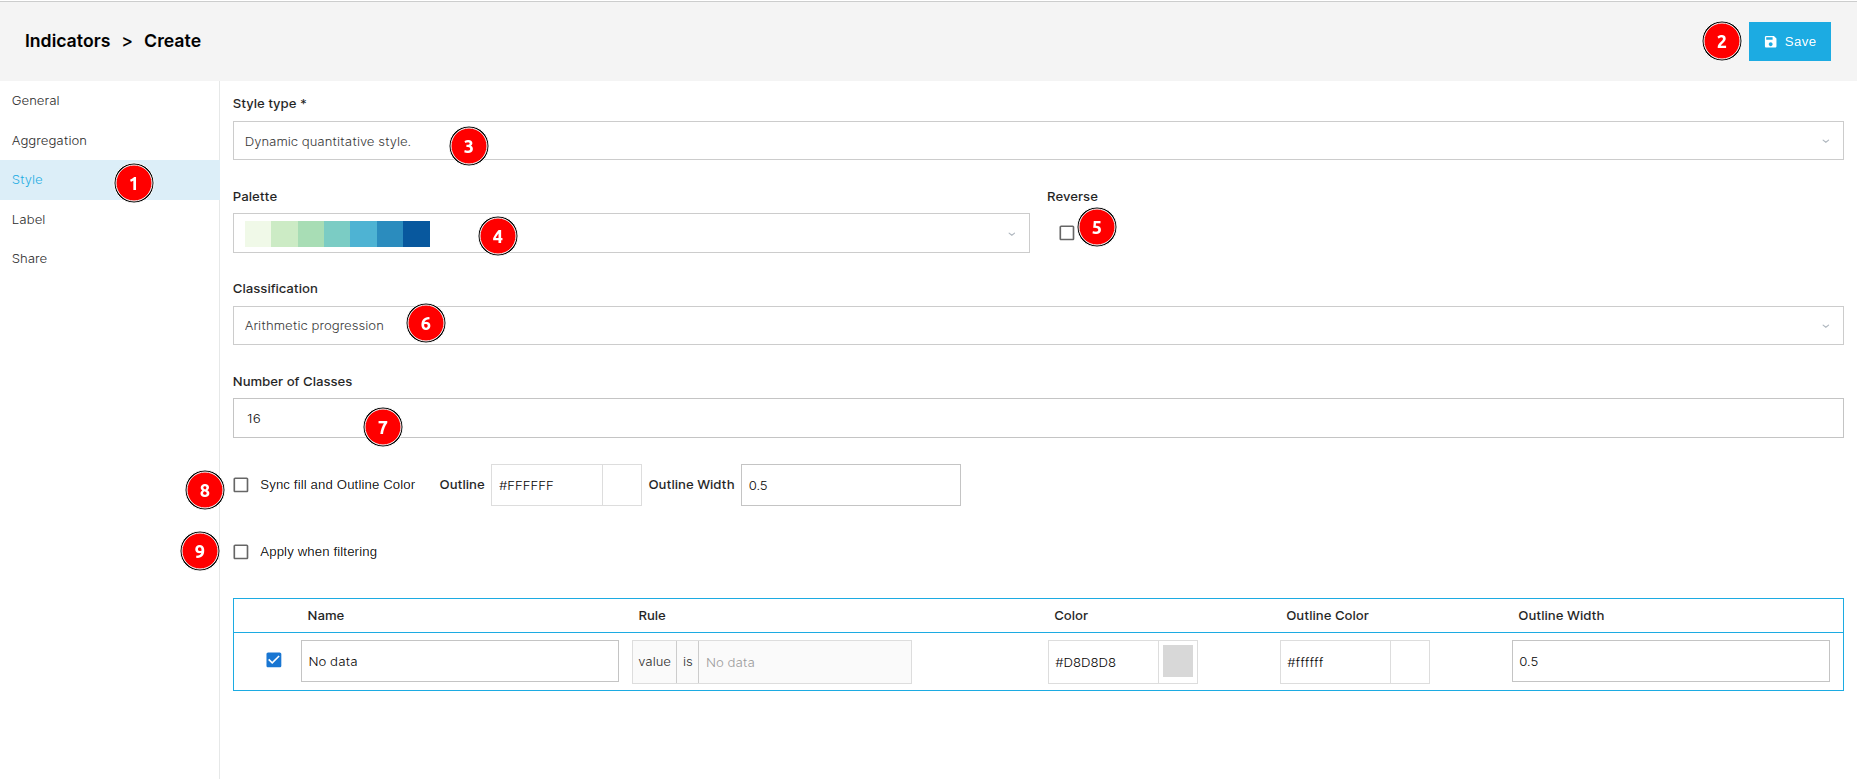 Indicators > Create
2 Save
General
Aggregation
Style 1
Label
Share
Style type *
Dynamic quantitative style. 3
Palette Reverse
4 5
Classification
Arithmetic progression 6
Number of Classes
16 7
8 Sync fill and Outline Color Outline #FFFFFF Outline Width 0.5
9 Apply when filtering
Name Rule Color Outline Color Outline Width
No data value is No data #D8D8D8 #ffffff 0.5